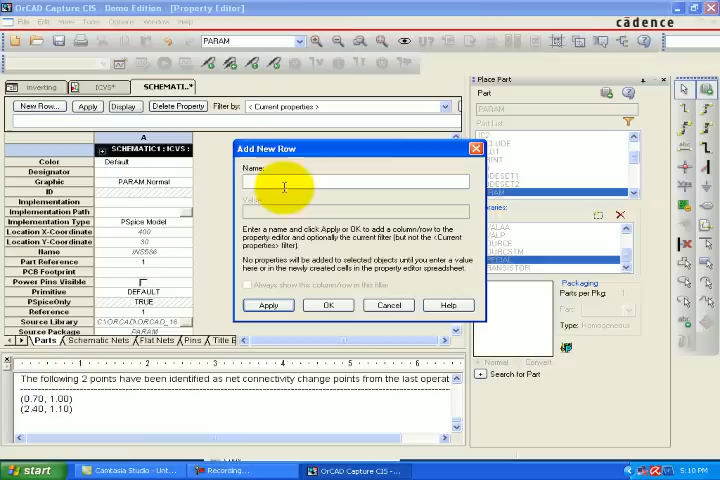 OrCAD Capture CIS - Demo Edition - [Property Editor]
File Edit View Tools Options Window Help
cādence
PARAM
inverting
ICVS*
SCHEMATI..*
New Row...
Apply
Display
Delete Property
Filter by:
< Current properties >
A
SCHEMATIC1 : ICVS :
Color
Default
Designator
Graphic
PARAM.Normal
ID
Implementation
Implementation Path
Implementation Type
PSpice Model
Location X-Coordinate
400
Location Y-Coordinate
30
Name
INS586
Part Reference
1
PCB Footprint
Power Pins Visible
Primitive
DEFAULT
PSpiceOnly
TRUE
Reference
1
Source Library
C:\ORCAD\ORCAD_16
Source Package
PARAM
Parts
Schematic Nets
Flat Nets
Pins
Title B
Add New Row
Name:
Value:
Enter a name and click Apply or OK to add a column/row to the
property editor and optionally the current filter (but not the <Current
properties> filter).
No properties will be added to selected objects until you enter a value
here or in the newly created cells in the property editor spreadsheet.
Always show this column/row in this filter
Apply
OK
Cancel
Help
Place Part
Part
PARAM
Part List:
IC2
NODESET1
NODESET2
PARAM
Libraries:
SOURCE
SOURCSTM
SPECIAL
TRANSISTOR
Packaging
Parts per Pkg: 1
Part:
Type: Homogeneous
Normal
Convert
Search for Part
The following 2 points have been identified as net connectivity change points from the last operat
(0.70, 1.00)
(2.40, 1.10)
start
Camtasia Studio - Unt...
Recording...
OrCAD Capture CIS -...
5:10 PM